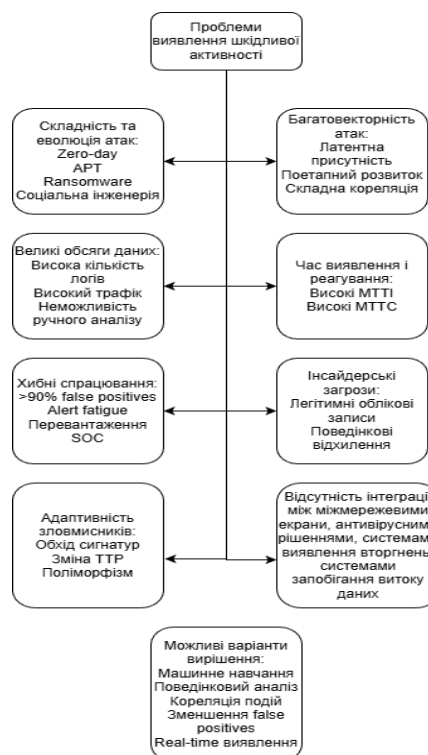 Проблеми
виявлення шкідливої
активності
Складність та
еволюція атак:
Zero-day
APT
Ransomware
Соціальна інженерія
Багатовекторність
атак:
Латентна
присутність
Поетапний розвиток
Складна кореляція
Великі обсяги даних:
Висока кількість
логів
Високий трафік
Неможливість
ручного аналізу
Час виявлення і
реагування:
Високі MTTI
Високі MTTC
Хибні спрацювання:
>90% false positives
Alert fatigue
Перевантаження
SOC
Інсайдерські
загрози:
Легітимні облікові
записи
Поведінкові
відхилення
Адаптивність
зловмисників:
Обхід сигнатур
Зміна TTP
Поліморфізм
Відсутність інтеграції
між міжмережевими
екрани, антивірусним
рішеннями, системам
виявлення вторгнень
системами
запобігання витоку
даних
Можливі варіанти
вирішення:
Машинне навчання
Поведінковий аналіз
Кореляція подій
Зменшення false
positives
Real-time виявлення